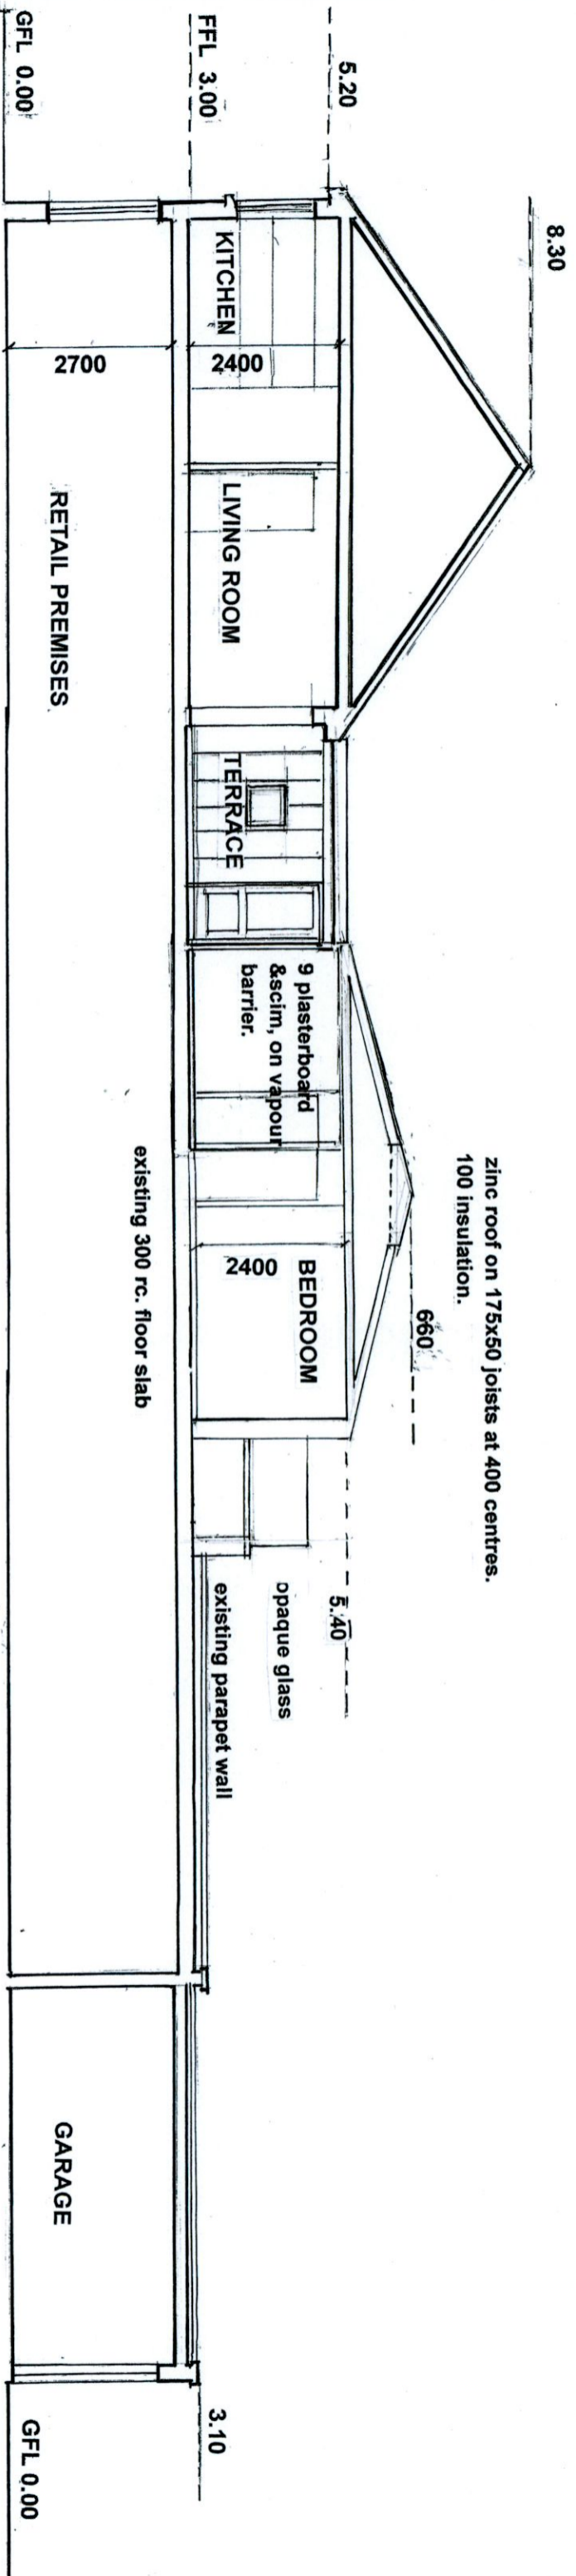 8.30
5.20
FFL 3.00
GFL 0.00
KITCHEN
2400
2700
LIVING ROOM
RETAIL PREMISES
TERRACE
9 plasterboard
&scim, on vapour
barrier.
zinc roof on 175x50 joists at 400 centres.
100 insulation.
660
BEDROOM
2400
existing 300 rc. floor slab
5.40
opaque glass
existing parapet wall
GARAGE
3.10
GFL 0.00